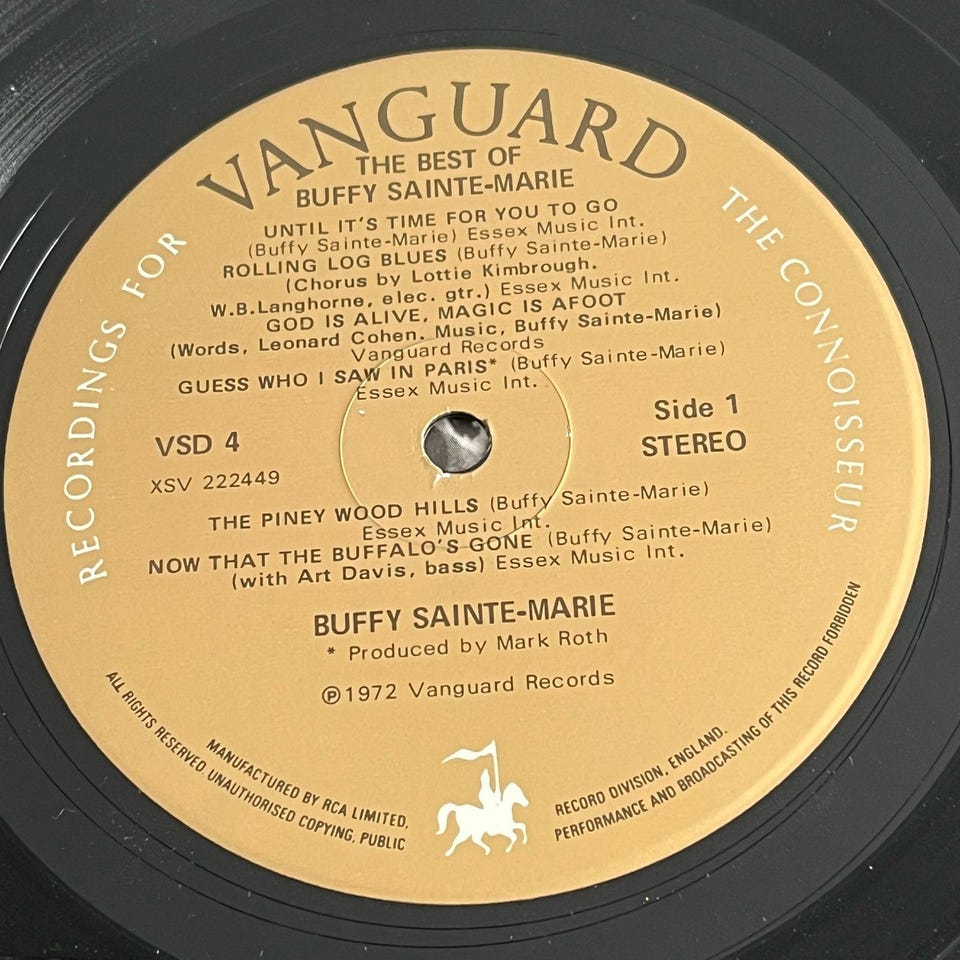 VANGUARD
RECORDINGS FOR
THE CONNOISSEUR
THE BEST OF
BUFFY SAINTE-MARIE
UNTIL IT'S TIME FOR YOU TO GO
(Buffy Sainte-Marie) Essex Music Int.
ROLLING LOG BLUES (Buffy Sainte-Marie)
(Chorus by Lottie Kimbrough.
W.B.Langhorne, elec. gtr.) Essex Music Int.
GOD IS ALIVE, MAGIC IS AFOOT
(Words, Leonard Cohen. Music, Buffy Sainte-Marie)
Vanguard Records
GUESS WHO I SAW IN PARIS* (Buffy Sainte-Marie)
Essex Music Int.
VSD 4
XSV 222449
Side 1
STEREO
THE PINEY WOOD HILLS (Buffy Sainte-Marie)
Essex Music Int.
NOW THAT THE BUFFALO'S GONE (Buffy Sainte-Marie)
(with Art Davis, bass) Essex Music Int.
BUFFY SAINTE-MARIE
* Produced by Mark Roth
℗1972 Vanguard Records
MANUFACTURED BY RCA LIMITED,
RECORD DIVISION, ENGLAND.
ALL RIGHTS RESERVED. UNAUTHORISED COPYING, PUBLIC
PERFORMANCE AND BROADCASTING OF THIS RECORD FORBIDDEN